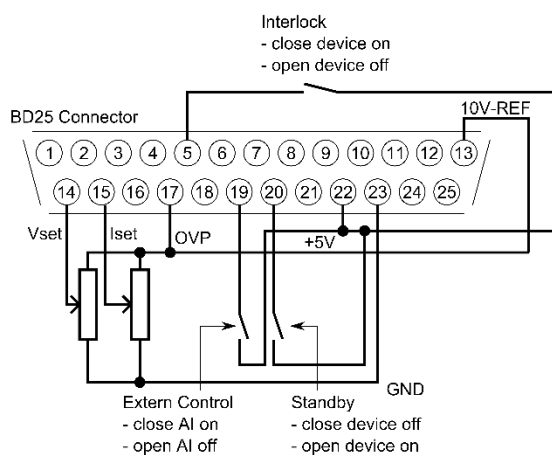 Interlock
- close device on
- open device off
10V-REF
BD25 Connector
1 2 3 4 5 6 7 8 9 10 11 12 13
14 15 16 17 18 19 20 21 22 23 24 25
Vset Iset OVP +5V
GND
Extern Control
- close AI on
- open AI off
Standby
- close device off
- open device on